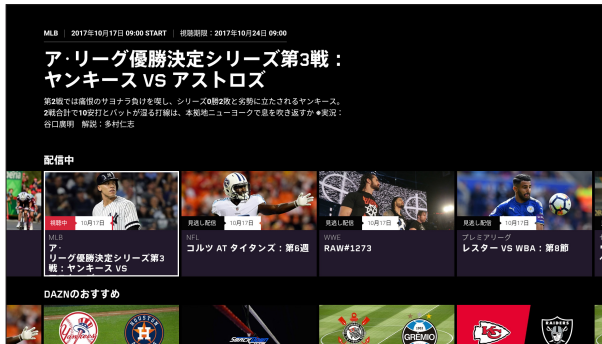 MLB | 2017年10月17日 09:00 START | 視聴期限：2017年10月24日 09:00
ア･リーグ優勝決定シリーズ第3戦：
ヤンキース VS アストロズ
第2戦では痛恨のサヨナラ負けを喫し、シリーズ0勝2敗と劣勢に立たされるヤンキース。
2戦合計で10安打とバットが湿る打線は、本拠地ニューヨークで息を吹き返すか ●実況：
谷口廣明　解説：多村仁志
配信中
視聴中 10月17日
見逃し配信 10月17日
見逃し配信 10月17日
見逃し配信 10月17日
MLB
ア･
リーグ優勝決定シリーズ第3
戦：ヤンキース VS
NFL
コルツ AT タイタンズ：第6週
WWE
RAW#1273
プレミアリーグ
レスター VS WBA：第8節
DAZNのおすすめ
Yankees
HOUSTON
GREMIO
RAIDERS